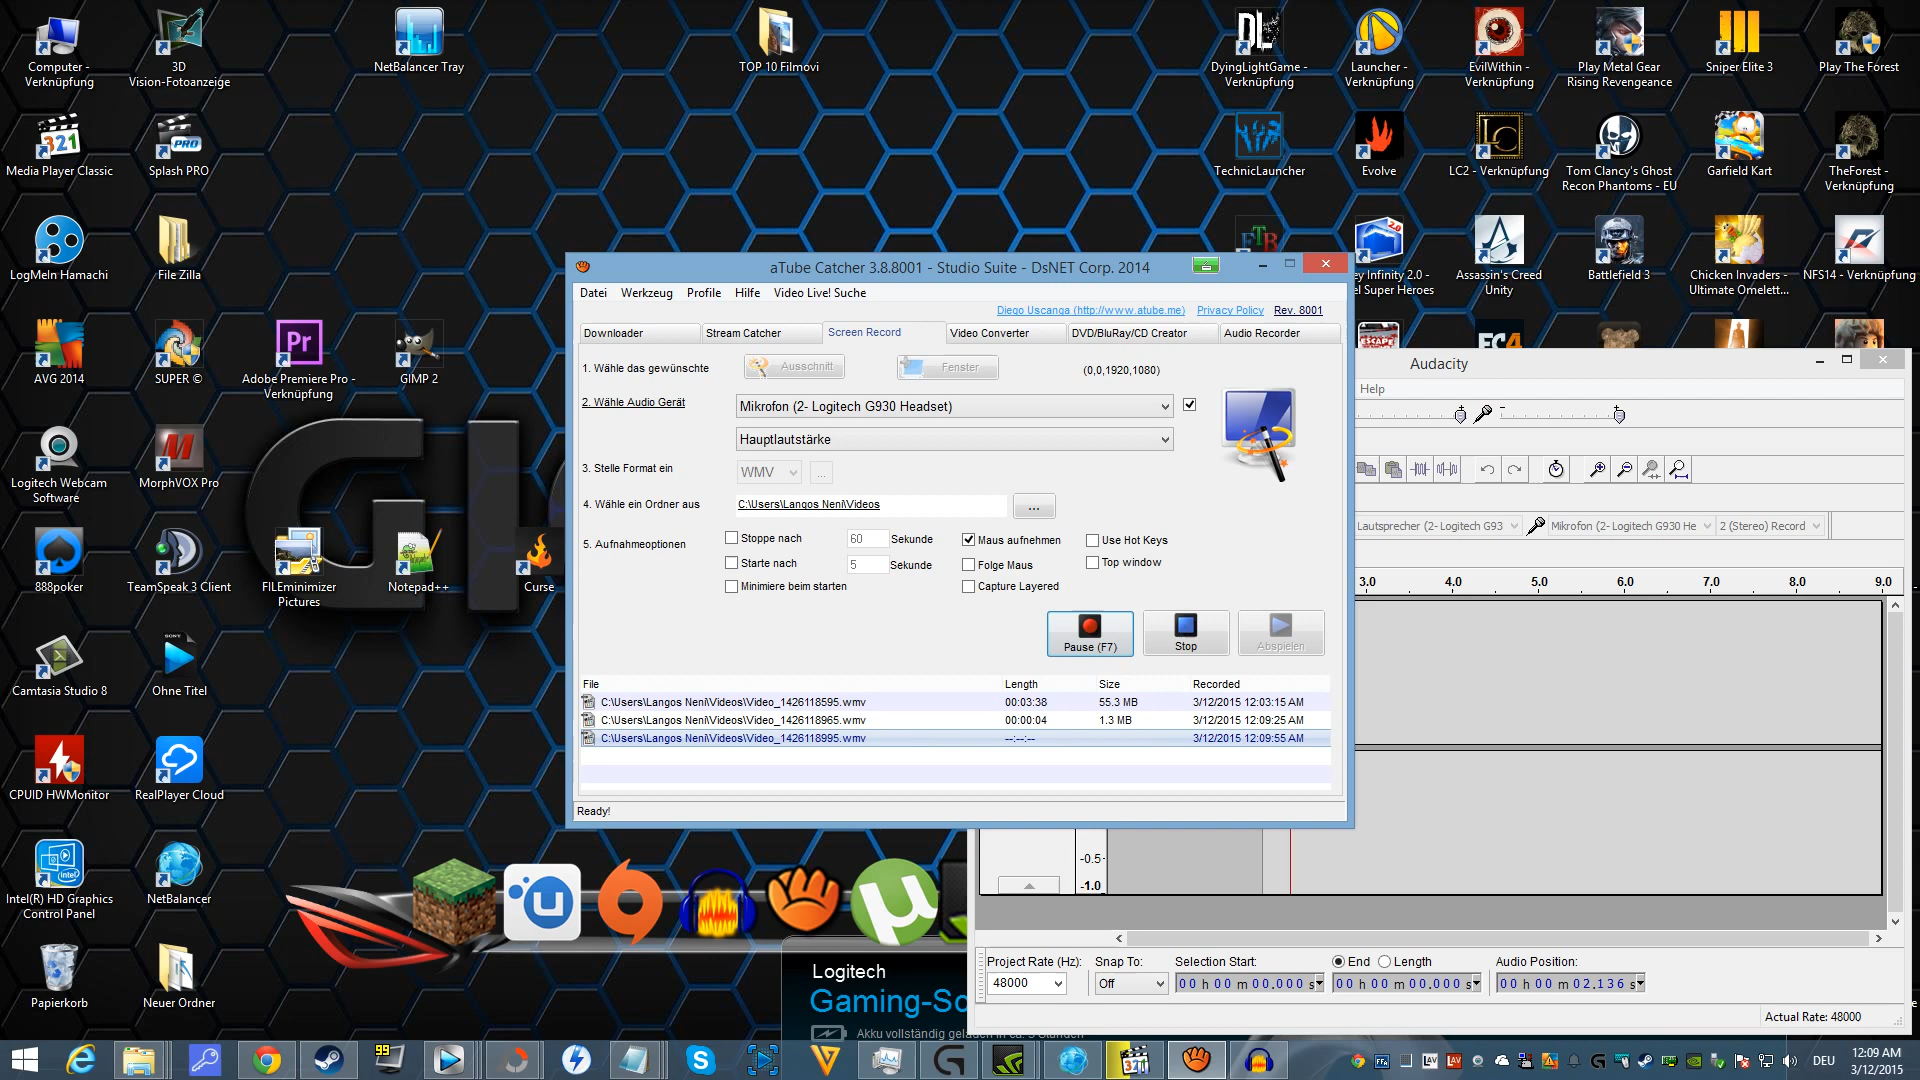 Computer -
Verknüpfung
3D
Vision-Fotoanzeige
NetBalancer Tray
TOP 10 Filmovi
DyingLightGame -
Verknüpfung
Launcher -
Verknüpfung
EvilWithin -
Verknüpfung
Play Metal Gear
Rising Revengeance
Sniper Elite 3
Play The Forest
Media Player Classic
Splash PRO
TechnicLauncher
Evolve
LC2 - Verknüpfung
Tom Clancy's Ghost
Recon Phantoms - EU
Garfield Kart
TheForest -
Verknüpfung
LogMeIn Hamachi
File Zilla
ey Infinity 2.0 -
el Super Heroes
Assassin's Creed
Unity
Battlefield 3
Chicken Invaders -
Ultimate Omelett...
NFS14 - Verknüpfung
AVG 2014
SUPER ©
Adobe Premiere Pro -
Verknüpfung
GIMP 2
Logitech Webcam
Software
MorphVOX Pro
888poker
TeamSpeak 3 Client
FILEminimizer
Pictures
Notepad++
Curse
Camtasia Studio 8
Ohne Titel
CPUID HWMonitor
RealPlayer Cloud
Intel(R) HD Graphics
Control Panel
NetBalancer
Papierkorb
Neuer Ordner
aTube Catcher 3.8.8001 - Studio Suite - DsNET Corp. 2014
Datei Werkzeug Profile Hilfe Video Live! Suche
Diego Uscanga (http://www.atube.me) Privacy Policy Rev. 8001
Downloader Stream Catcher Screen Record Video Converter DVD/BluRay/CD Creator Audio Recorder
1. Wähle das gewünschte Ausschnitt Fenster (0,0,1920,1080)
2. Wähle Audio Gerät Mikrofon (2- Logitech G930 Headset)
Hauptlautstärke
3. Stelle Format ein WMV ...
4. Wähle ein Ordner aus C:\Users\Langos Neni\Videos ...
5. Aufnahmeoptionen
Stoppe nach 60 Sekunde Maus aufnehmen Use Hot Keys
Starte nach 5 Sekunde Folge Maus Top window
Minimiere beim starten Capture Layered
Pause (F7) Stop Abspielen
File Length Size Recorded
C:\Users\Langos Neni\Videos\Video_1426118595.wmv 00:03:38 55.3 MB 3/12/2015 12:03:15 AM
C:\Users\Langos Neni\Videos\Video_1426118965.wmv 00:00:04 1.3 MB 3/12/2015 12:09:25 AM
C:\Users\Langos Neni\Videos\Video_1426118995.wmv --:--:-- 3/12/2015 12:09:55 AM
Ready!
Audacity
Help
Lautsprecher (2- Logitech G93 Mikrofon (2- Logitech G930 He 2 (Stereo) Record
3.0 4.0 5.0 6.0 7.0 8.0 9.0
-0.5
-1.0
Project Rate (Hz): Snap To: Selection Start: End Length Audio Position:
48000 Off 00 h 00 m 00.000 s 00 h 00 m 00.000 s 00 h 00 m 02.136 s
Actual Rate: 48000
Logitech
Gaming-So
Akku vollständig geladen in ca. 3 Stunden
DEU
12:09 AM
3/12/2015